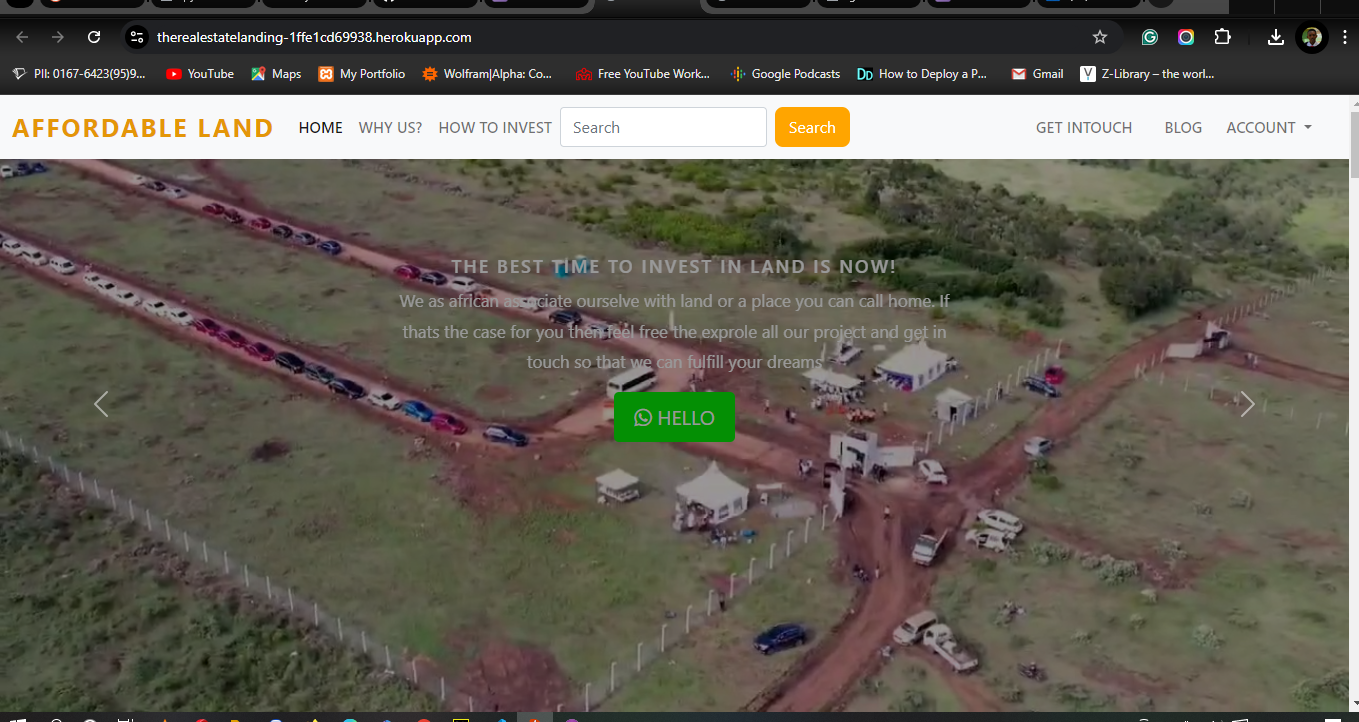 therealestatelanding-1ffe1cd69938.herokuapp.com
PII: 0167-6423(95)9... YouTube Maps My Portfolio Wolfram|Alpha: Co... Free YouTube Work... Google Podcasts How to Deploy a P... Gmail Z-Library – the worl...
AFFORDABLE LAND HOME WHY US? HOW TO INVEST Search Search GET INTOUCH BLOG ACCOUNT
THE BEST TIME TO INVEST IN LAND IS NOW!
We as african associate ourselve with land or a place you can call home. If
thats the case for you then feel free the exprole all our project and get in
touch so that we can fulfill your dreams
HELLO